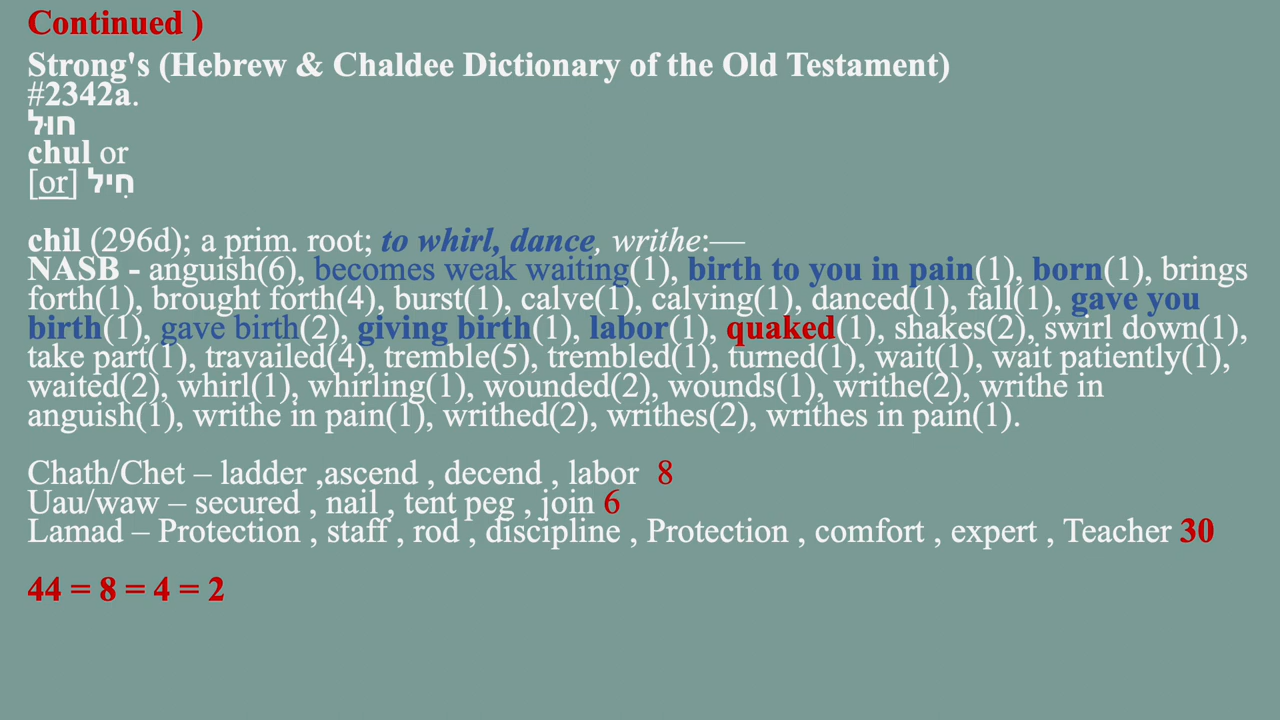 Continued )
Strong's (Hebrew & Chaldee Dictionary of the Old Testament)
#2342a.
חוּל
chul or
[or] חִיל
chil (296d); a prim. root; to whirl, dance, writhe:—
NASB - anguish(6), becomes weak waiting(1), birth to you in pain(1), born(1), brings
forth(1), brought forth(4), burst(1), calve(1), calving(1), danced(1), fall(1), gave you
birth(1), gave birth(2), giving birth(1), labor(1), quaked(1), shakes(2), swirl down(1),
take part(1), travailed(4), tremble(5), trembled(1), turned(1), wait(1), wait patiently(1),
waited(2), whirl(1), whirling(1), wounded(2), wounds(1), writhe(2), writhe in
anguish(1), writhe in pain(1), writhed(2), writhes(2), writhes in pain(1).
Chath/Chet – ladder ,ascend , decend , labor 8
Uau/waw – secured , nail , tent peg , join 6
Lamad – Protection , staff , rod , discipline , Protection , comfort , expert , Teacher 30
44 = 8 = 4 = 2